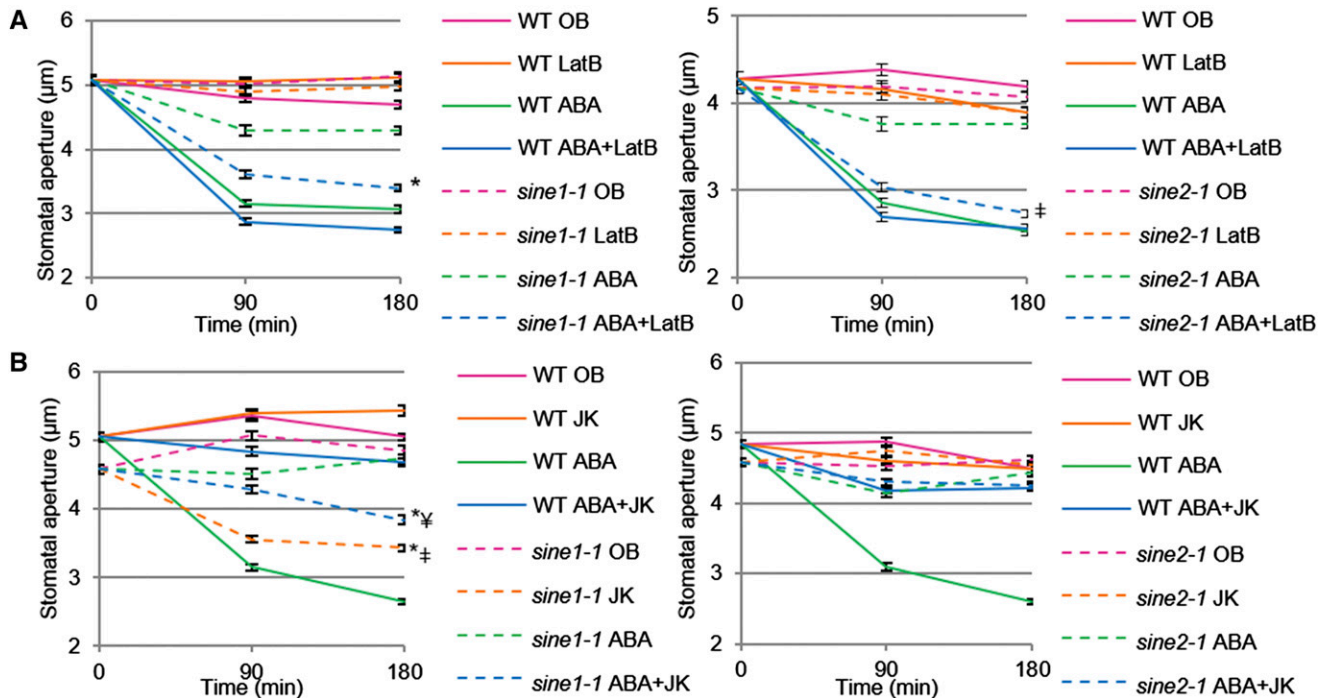 A
Stomatal aperture (µm)
6
5
4
3
2
0
90
180
Time (min)
*
WT OB
WT LatB
WT ABA
WT ABA+LatB
sine1-1 OB
sine1-1 LatB
sine1-1 ABA
sine1-1 ABA+LatB
Stomatal aperture (µm)
5
4
3
2
0
90
180
Time (min)
‡
WT OB
WT LatB
WT ABA
WT ABA+LatB
sine2-1 OB
sine2-1 LatB
sine2-1 ABA
sine2-1 ABA+LatB
B
Stomatal aperture (µm)
6
5
4
3
2
0
90
180
Time (min)
*¥
*‡
WT OB
WT JK
WT ABA
WT ABA+JK
sine1-1 OB
sine1-1 JK
sine1-1 ABA
sine1-1 ABA+JK
Stomatal aperture (µm)
6
5
4
3
2
0
90
180
Time (min)
WT OB
WT JK
WT ABA
WT ABA+JK
sine2-1 OB
sine2-1 JK
sine2-1 ABA
sine2-1 ABA+JK